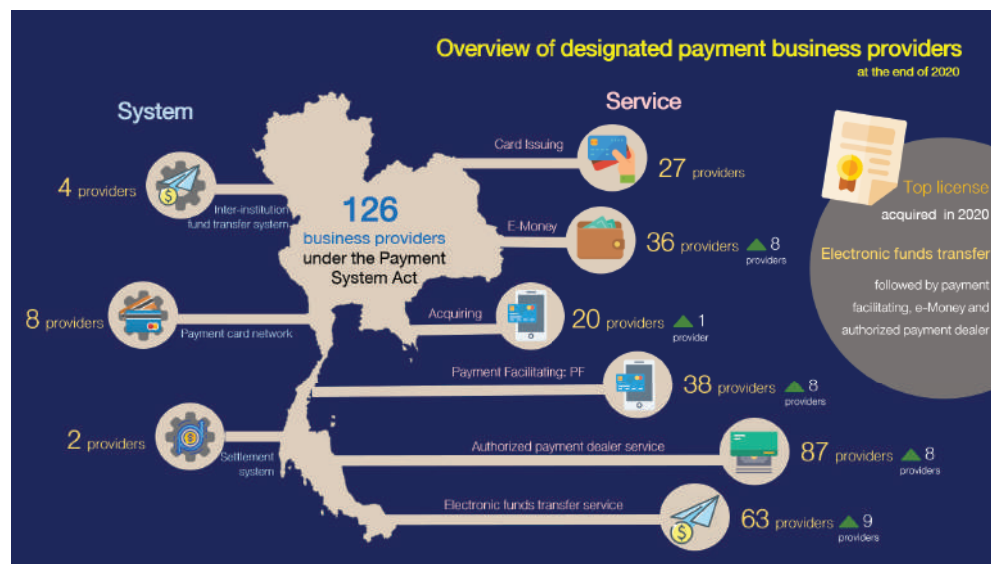 Overview of designated payment business providers
at the end of 2020
System
Service
4 providers
Inter-institution
fund transfer system
8 providers
Payment card network
2 providers
Settlement
system
126
business providers
under the Payment
System Act
Card Issuing
27 providers
E-Money
36 providers 8
providers
Acquiring
20 providers 1
provider
Payment Facilitating: PF
38 providers 8
providers
Authorized payment dealer service
87 providers 8
providers
Electronic funds transfer service
63 providers 9
providers
Top license
acquired in 2020
Electronic funds transfer
followed by payment
facilitating, e-Money and
authorized payment dealer